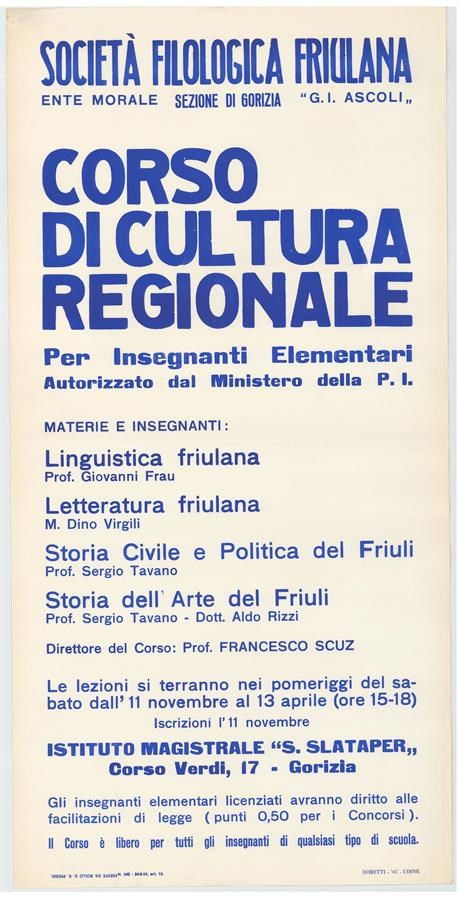 SOCIETÀ FILOLOGICA FRIULANA
ENTE MORALE SEZIONE DI GORIZIA "G. I. ASCOLI„
CORSO
DI CULTURA
REGIONALE
Per Insegnanti Elementari
Autorizzato dal Ministero della P. I.
MATERIE E INSEGNANTI:
Linguistica friulana
Prof. Giovanni Frau
Letteratura friulana
M. Dino Virgili
Storia Civile e Politica del Friuli
Prof. Sergio Tavano
Storia dell'Arte del Friuli
Prof. Sergio Tavano - Dott. Aldo Rizzi
Direttore del Corso: Prof. FRANCESCO SCUZ
Le lezioni si terranno nei pomeriggi del sa-
bato dall'11 novembre al 13 aprile (ore 15-18)
Iscrizioni l'11 novembre
ISTITUTO MAGISTRALE "S. SLATAPER„
Corso Verdi, 17 - Gorizia
Gli insegnanti elementari licenziati avranno diritto alle
facilitazioni di legge (punti 0,50 per i Concorsi).
Il Corso è libero per tutti gli insegnanti di qualsiasi tipo di scuola.
DORETTI - '67 - UDINE